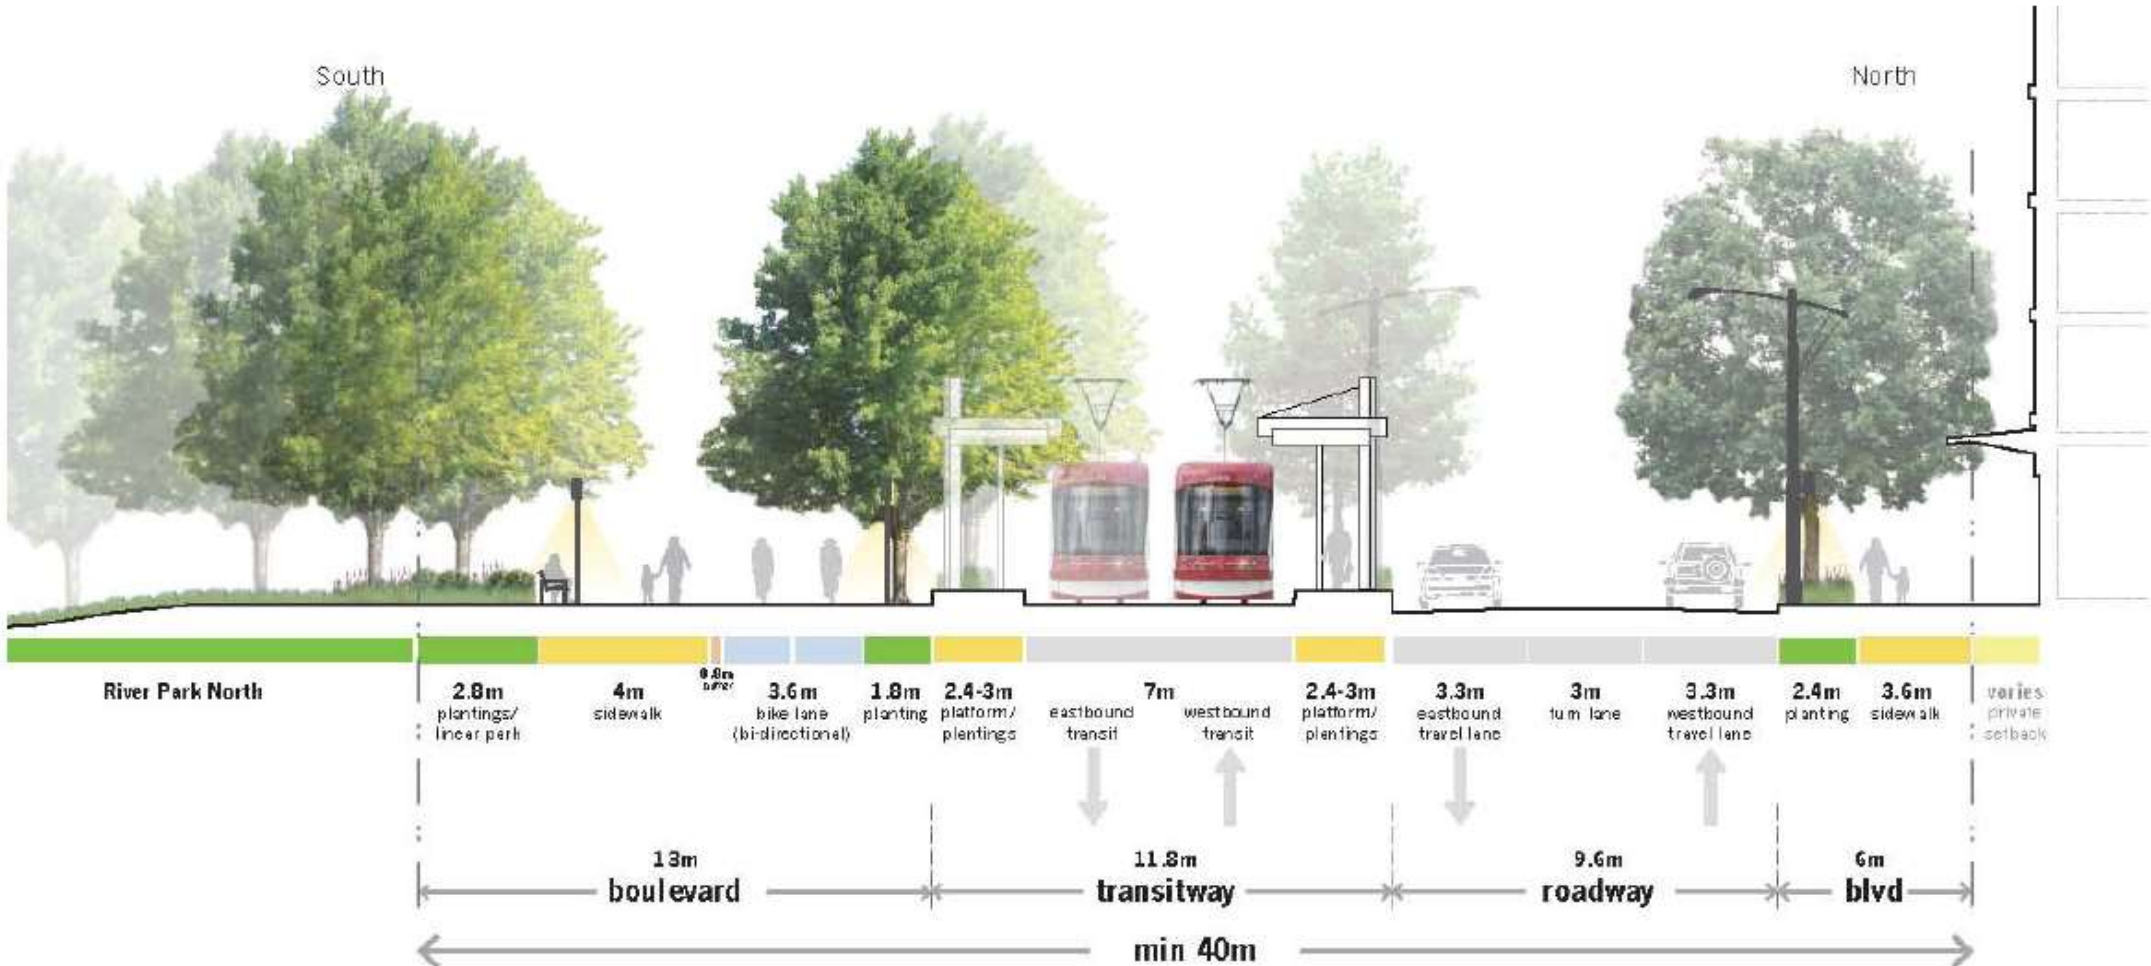 South
North
River Park North
2.8m
plantings/
linear park
4m
sidewalk
0.8m
buffer
3.6m
bike lane
(bi-directional)
1.8m
planting
2.4-3m
platform/
plentings
7m
eastbound
transit
westbound
transit
2.4-3m
platform/
plentings
3.3m
eastbound
travel lane
3m
turn lane
3.3m
westbound
travel lane
2.4m
planting
3.6m
sidewalk
varies
private
setback
13m
boulevard
11.8m
transitway
9.6m
roadway
6m
blvd
min 40m